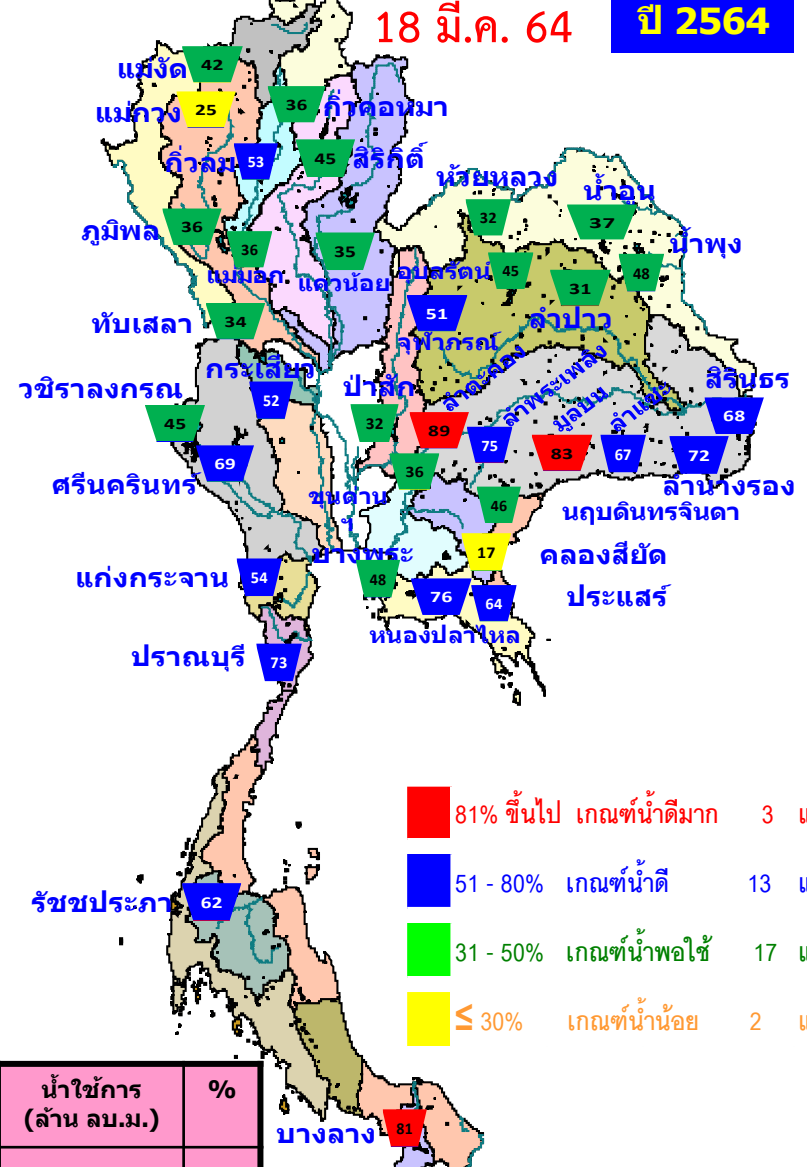 18 มี.ค. 64
ปี 2564
แม่งัด 42
แม่กวง 25
36 กิ่วคอหมา
กิ่วลม 53
45 สิริกิติ์
ภูมิพล 36
36
แม่มอก
35
แควน้อย
ห้วยหลวง
32
น้ำอูน
37
น้ำพุง
48
อุบลรัตน์ 45
31
ลำปาว
51
จุฬาภรณ์
ทับเสลา 34
กระเสียว
52
ป่าสัก
32
ลำตะคอง
89
ลำพระเพลิง
75
มูลบน
83
ลำแชะ
67
สิรินธร
68
72
ลำนางรอง
วชิราลงกรณ
45
ศรีนครินทร
69
36
ขุนด่าน
ฯ
46
นฤบดินทรจินดา
17 คลองสียัด
บางพระ
48
แก่งกระจาน 54
76
หนองปลาไหล
64
ประแสร์
ปราณบุรี 73
81% ขึ้นไป เกณฑ์น้ำดีมาก 3
51 - 80% เกณฑ์น้ำดี 13
31 - 50% เกณฑ์น้ำพอใช้ 17
≤ 30% เกณฑ์น้ำน้อย 2
รัชชประภา 62
น้ำใช้การ
(ล้าน ลบ.ม.)
%
บางลาง 81